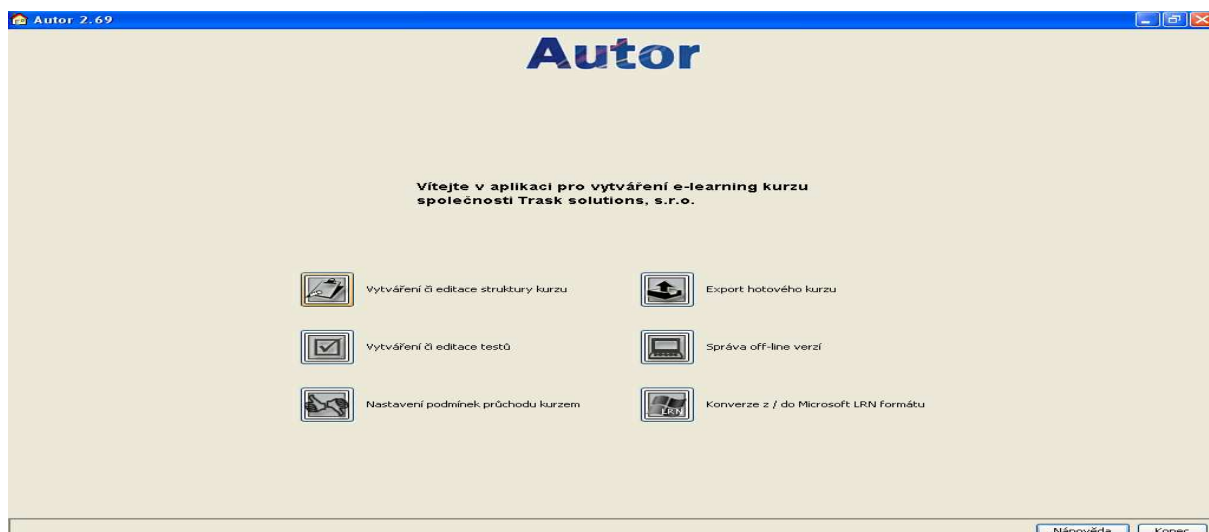 Autor 2.69
Autor
Vítejte v aplikaci pro vytváření e-learning kurzu
společnosti Trask solutions, s.r.o.
Vytváření či editace struktury kurzu
Export hotového kurzu
Vytváření či editace testů
Správa off-line verzí
Nastavení podmínek průchodu kurzem
LRN
Konverze z / do Microsoft LRN formátu
Nápověda
Konec